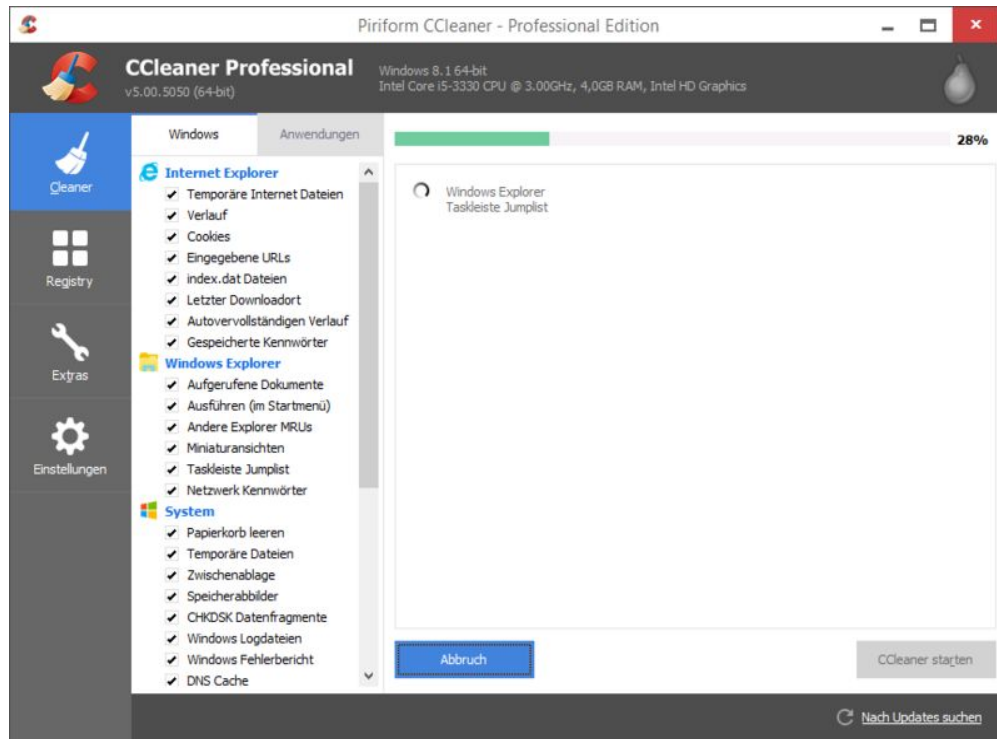 Piriform CCleaner - Professional Edition
CCleaner Professional
v5.00.5050 (64-bit)
Windows 8.1 64-bit
Intel Core i5-3330 CPU @ 3.00GHz, 4,0GB RAM, Intel HD Graphics
Cleaner
Registry
Extras
Einstellungen
Windows
Anwendungen
Internet Explorer
Temporäre Internet Dateien
Verlauf
Cookies
Eingegebene URLs
index.dat Dateien
Letzter Downloadort
Autovervollständigen Verlauf
Gespeicherte Kennwörter
Windows Explorer
Aufgerufene Dokumente
Ausführen (im Startmenü)
Andere Explorer MRUs
Miniaturansichten
Taskleiste Jumplist
Netzwerk Kennwörter
System
Papierkorb leeren
Temporäre Dateien
Zwischenablage
Speicherabbilder
CHKDSK Datenfragmente
Windows Logdateien
Windows Fehlerbericht
DNS Cache
28%
Windows Explorer
Taskleiste Jumplist
Abbruch
CCleaner starten
Nach Updates suchen